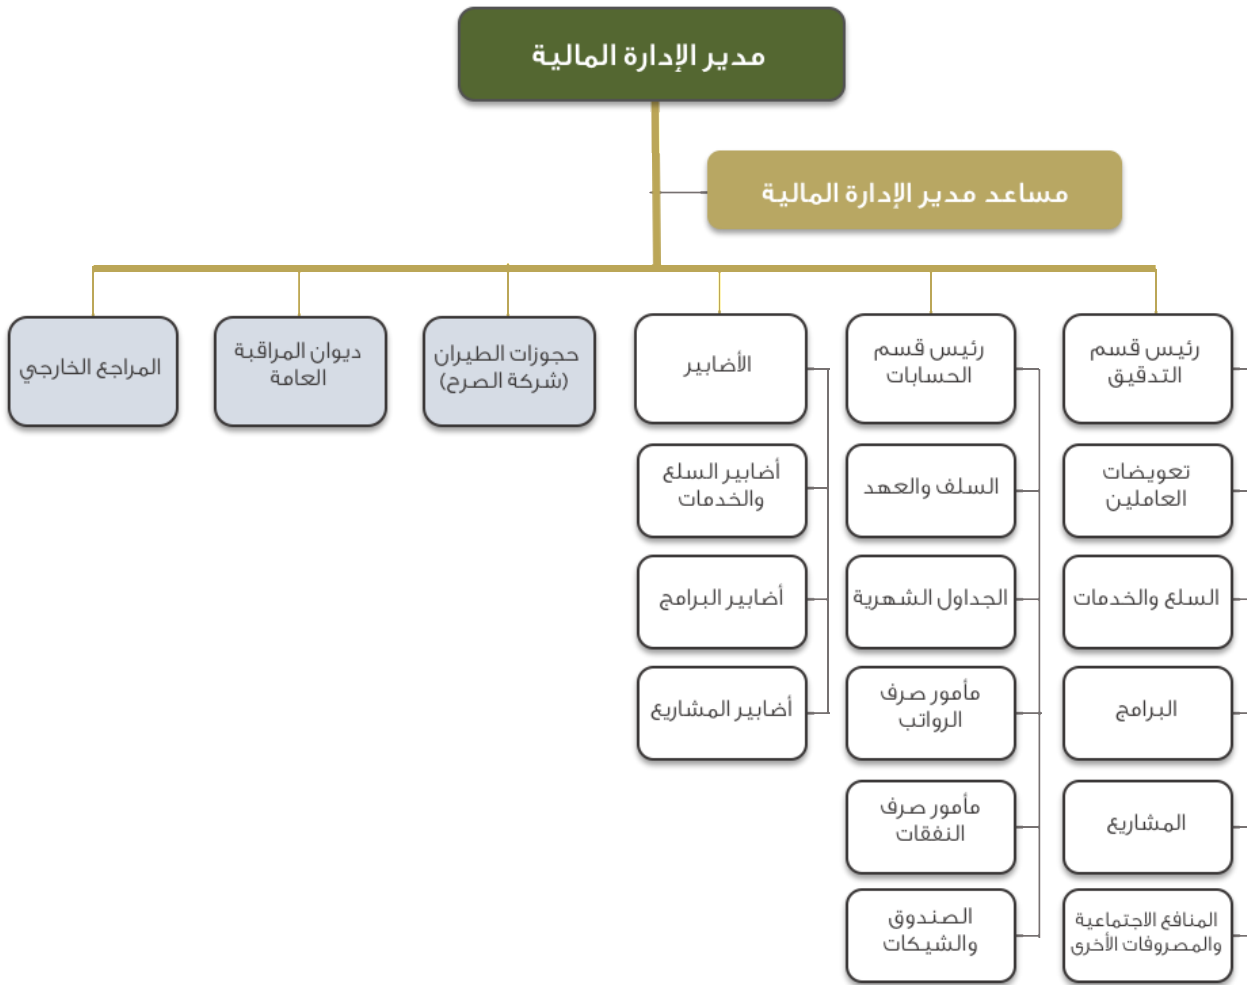 مدير الإدارة المالية
مساعد مدير الإدارة المالية
رئيس قسم
التدقيق
رئيس قسم
الحسابات
الأضابير
حجوزات الطيران
(شركة الصرح)
ديوان المراقبة
العامة
المراجع الخارجي
تعويضات
العاملين
السلف والعهد
أضابير السلع
والخدمات
السلع والخدمات
الجداول الشهرية
أضابير البرامج
البرامج
مأمور صرف
الرواتب
أضابير المشاريع
المشاريع
مأمور صرف
النفقات
المنافع الاجتماعية
والمصروفات الأخرى
الصندوق
والشيكات